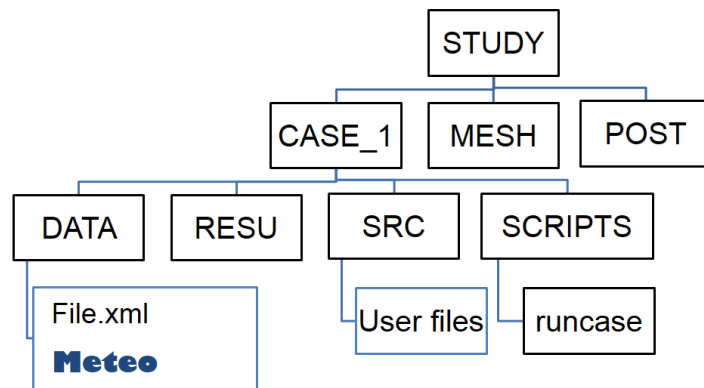 STUDY
CASE_1
MESH
POST
DATA
RESU
SRC
SCRIPTS
File.xml
Meteo
User files
runcase